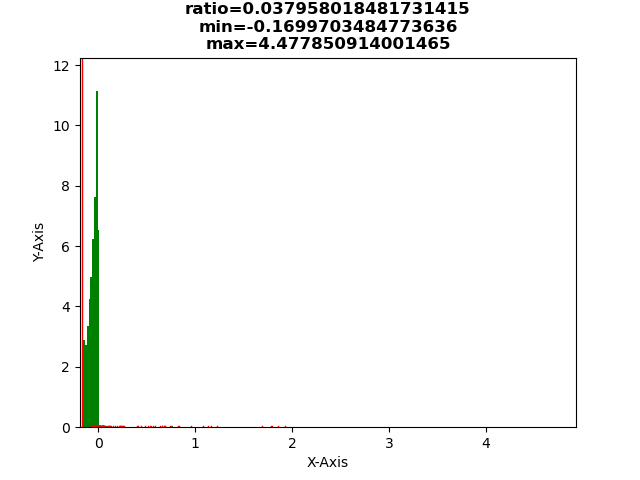 ratio=0.037958018481731415
min=-0.1699703484773636
max=4.477850914001465
12
10
8
6
4
2
0
Y-Axis
0
1
2
3
4
X-Axis